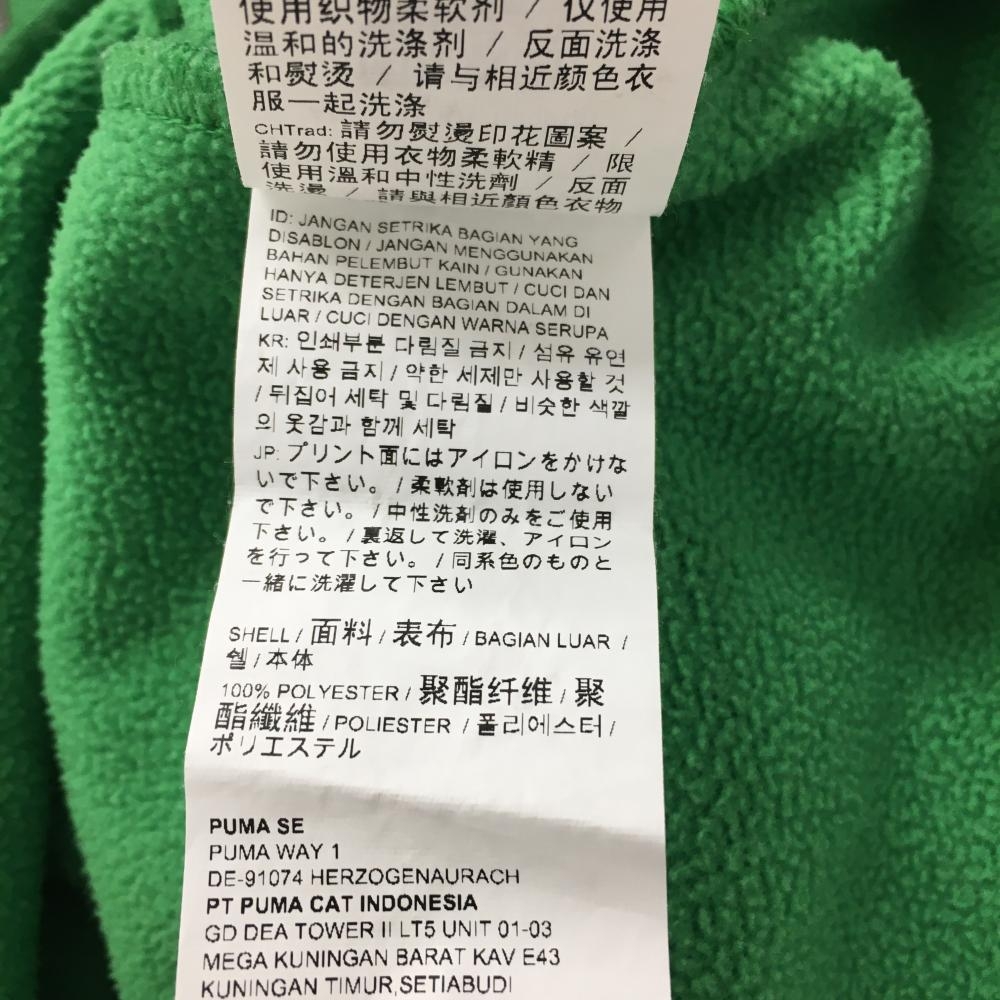 使用织物柔软剂 / 仅使用
温和的洗涤剂 / 反面洗涤
和熨烫 / 请与相近颜色衣
服一起洗涤
CHTrad: 請勿熨燙印花圖案 /
請勿使用衣物柔軟精 / 限
使用溫和中性洗劑 / 反面
洗燙 / 請與相近顏色衣物
ID: JANGAN SETRIKA BAGIAN YANG
DISABLON / JANGAN MENGGUNAKAN
BAHAN PELEMBUT KAIN / GUNAKAN
HANYA DETERJEN LEMBUT / CUCI DAN
SETRIKA DENGAN BAGIAN DALAM DI
LUAR / CUCI DENGAN WARNA SERUPA
KR: 인쇄부분 다림질 금지 / 섬유 유연
제 사용 금지 / 약한 세제만 사용할 것
/ 뒤집어 세탁 및 다림질 / 비슷한 색깔
의 옷감과 함께 세탁
JP: プリント面にはアイロンをかけな
いで下さい。 / 柔軟剤は使用しない
で下さい。 / 中性洗剤のみをご使用
下さい。 / 裏返して洗濯、アイロン
を行って下さい。 / 同系色のものと
一緒に洗濯して下さい
SHELL / 面料 / 表布 / BAGIAN LUAR /
쉘 / 本体
100% POLYESTER / 聚酯纤维 / 聚
酯纖維 / POLIESTER / 폴리에스터 /
ポリエステル
PUMA SE
PUMA WAY 1
DE-91074 HERZOGENAURACH
PT PUMA CAT INDONESIA
GD DEA TOWER II LT5 UNIT 01-03
MEGA KUNINGAN BARAT KAV E43
KUNINGAN TIMUR,SETIABUDI